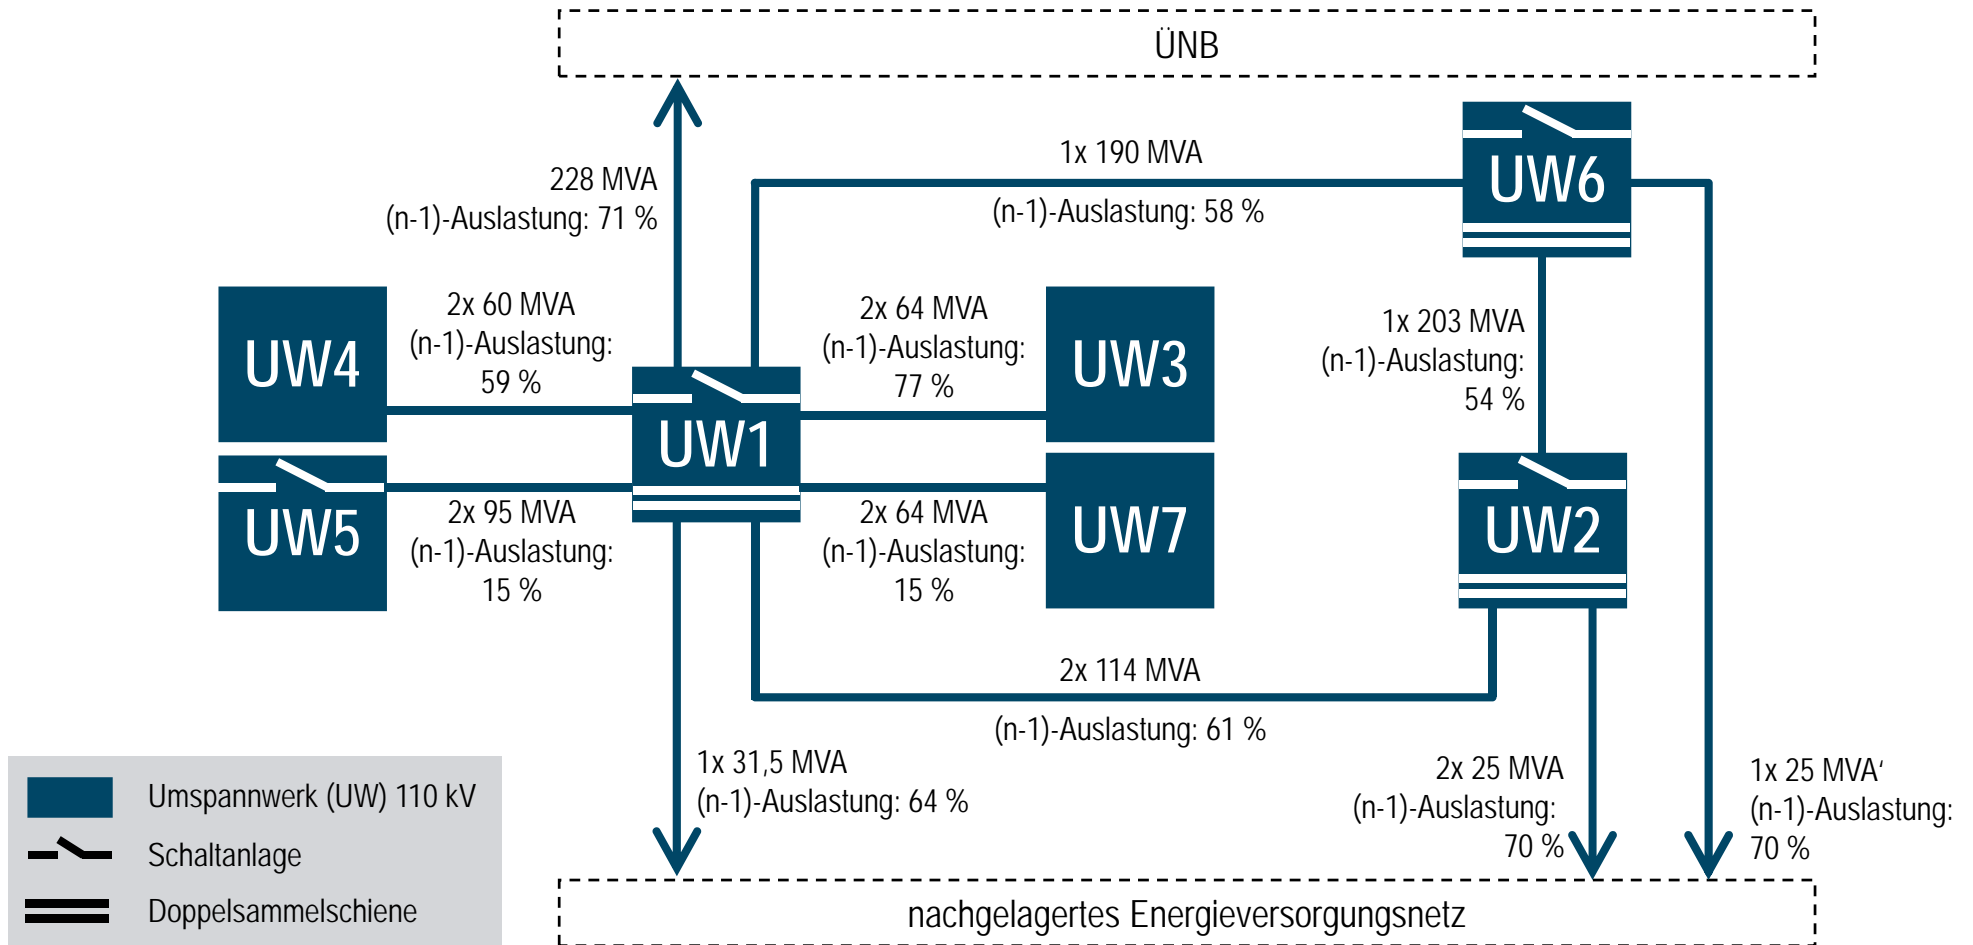 ÜNB
228 MVA
(n-1)-Auslastung: 71 %
1x 190 MVA
(n-1)-Auslastung: 58 %
UW6
UW4
2x 60 MVA
(n-1)-Auslastung:
59 %
2x 64 MVA
(n-1)-Auslastung:
77 %
UW3
1x 203 MVA
(n-1)-Auslastung:
54 %
UW1
UW5
2x 95 MVA
(n-1)-Auslastung:
15 %
2x 64 MVA
(n-1)-Auslastung:
15 %
UW7
UW2
2x 114 MVA
(n-1)-Auslastung: 61 %
1x 31,5 MVA
(n-1)-Auslastung: 64 %
2x 25 MVA
(n-1)-Auslastung:
70 %
1x 25 MVA‘
(n-1)-Auslastung:
70 %
Umspannwerk (UW) 110 kV
Schaltanlage
Doppelsammelschiene
nachgelagertes Energieversorgungsnetz